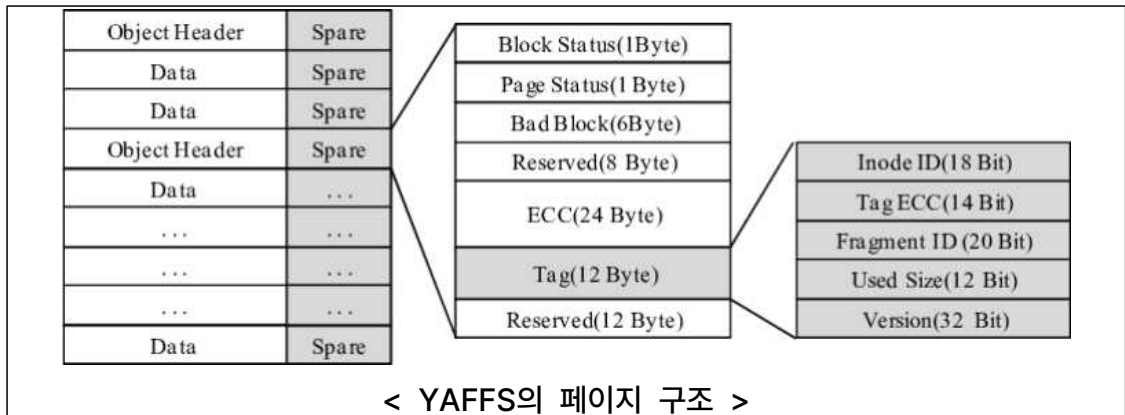 Object Header Spare
Data Spare
Data Spare
Object Header Spare
Data ...
... ...
... ...
... ...
Data Spare
Block Status(1Byte)
Page Status(1 Byte)
Bad Block(6Byte)
Reserved(8 Byte)
ECC(24 Byte)
Tag(12 Byte)
Reserved(12 Byte)
Inode ID(18 Bit)
Tag ECC(14 Bit)
Fragment ID (20 Bit)
Used Size(12 Bit)
Version(32 Bit)
< YAFFS의 페이지 구조 >